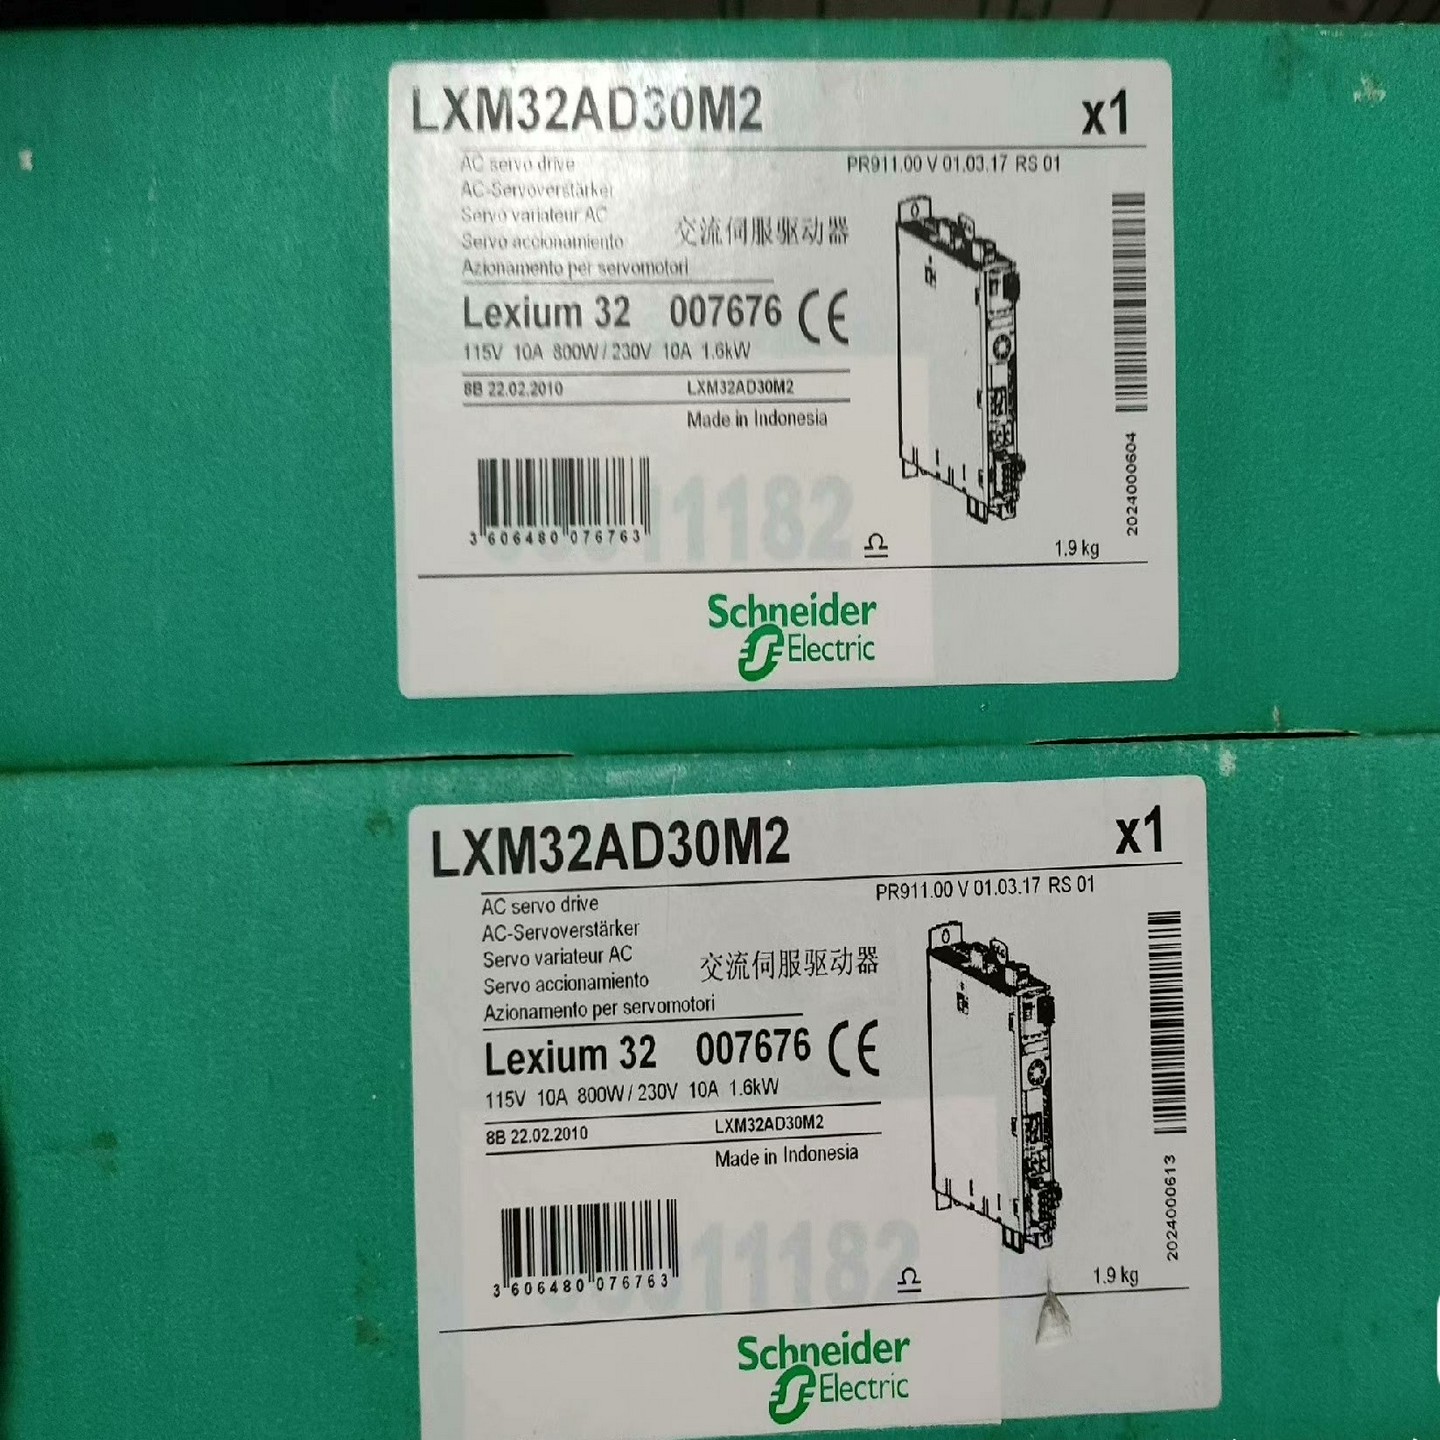 LXM32AD30M2 x1
AC servo drive PR911.00 V 01.03.17 RS 01
AC-Servoverstärker
Servo variateur AC
交流伺服驱动器
Servo accionamiento
Azionamento per servomotori
Lexium 32 007676 CE
115V 10A 800W / 230V 10A 1.6kW
8B 22.02.2010 LXM32AD30M2
Made in Indonesia
2024000604
11182
3 606480 076763
1.9 kg
Schneider
Electric
LXM32AD30M2 x1
AC servo drive PR911.00 V 01.03.17 RS 01
AC-Servoverstärker
Servo variateur AC
交流伺服驱动器
Servo accionamiento
Azionamento per servomotori
Lexium 32 007676 CE
115V 10A 800W / 230V 10A 1.6kW
8B 22.02.2010 LXM32AD30M2
Made in Indonesia
2024000613
11182
3 606480 076763
1.9 kg
Schneider
Electric